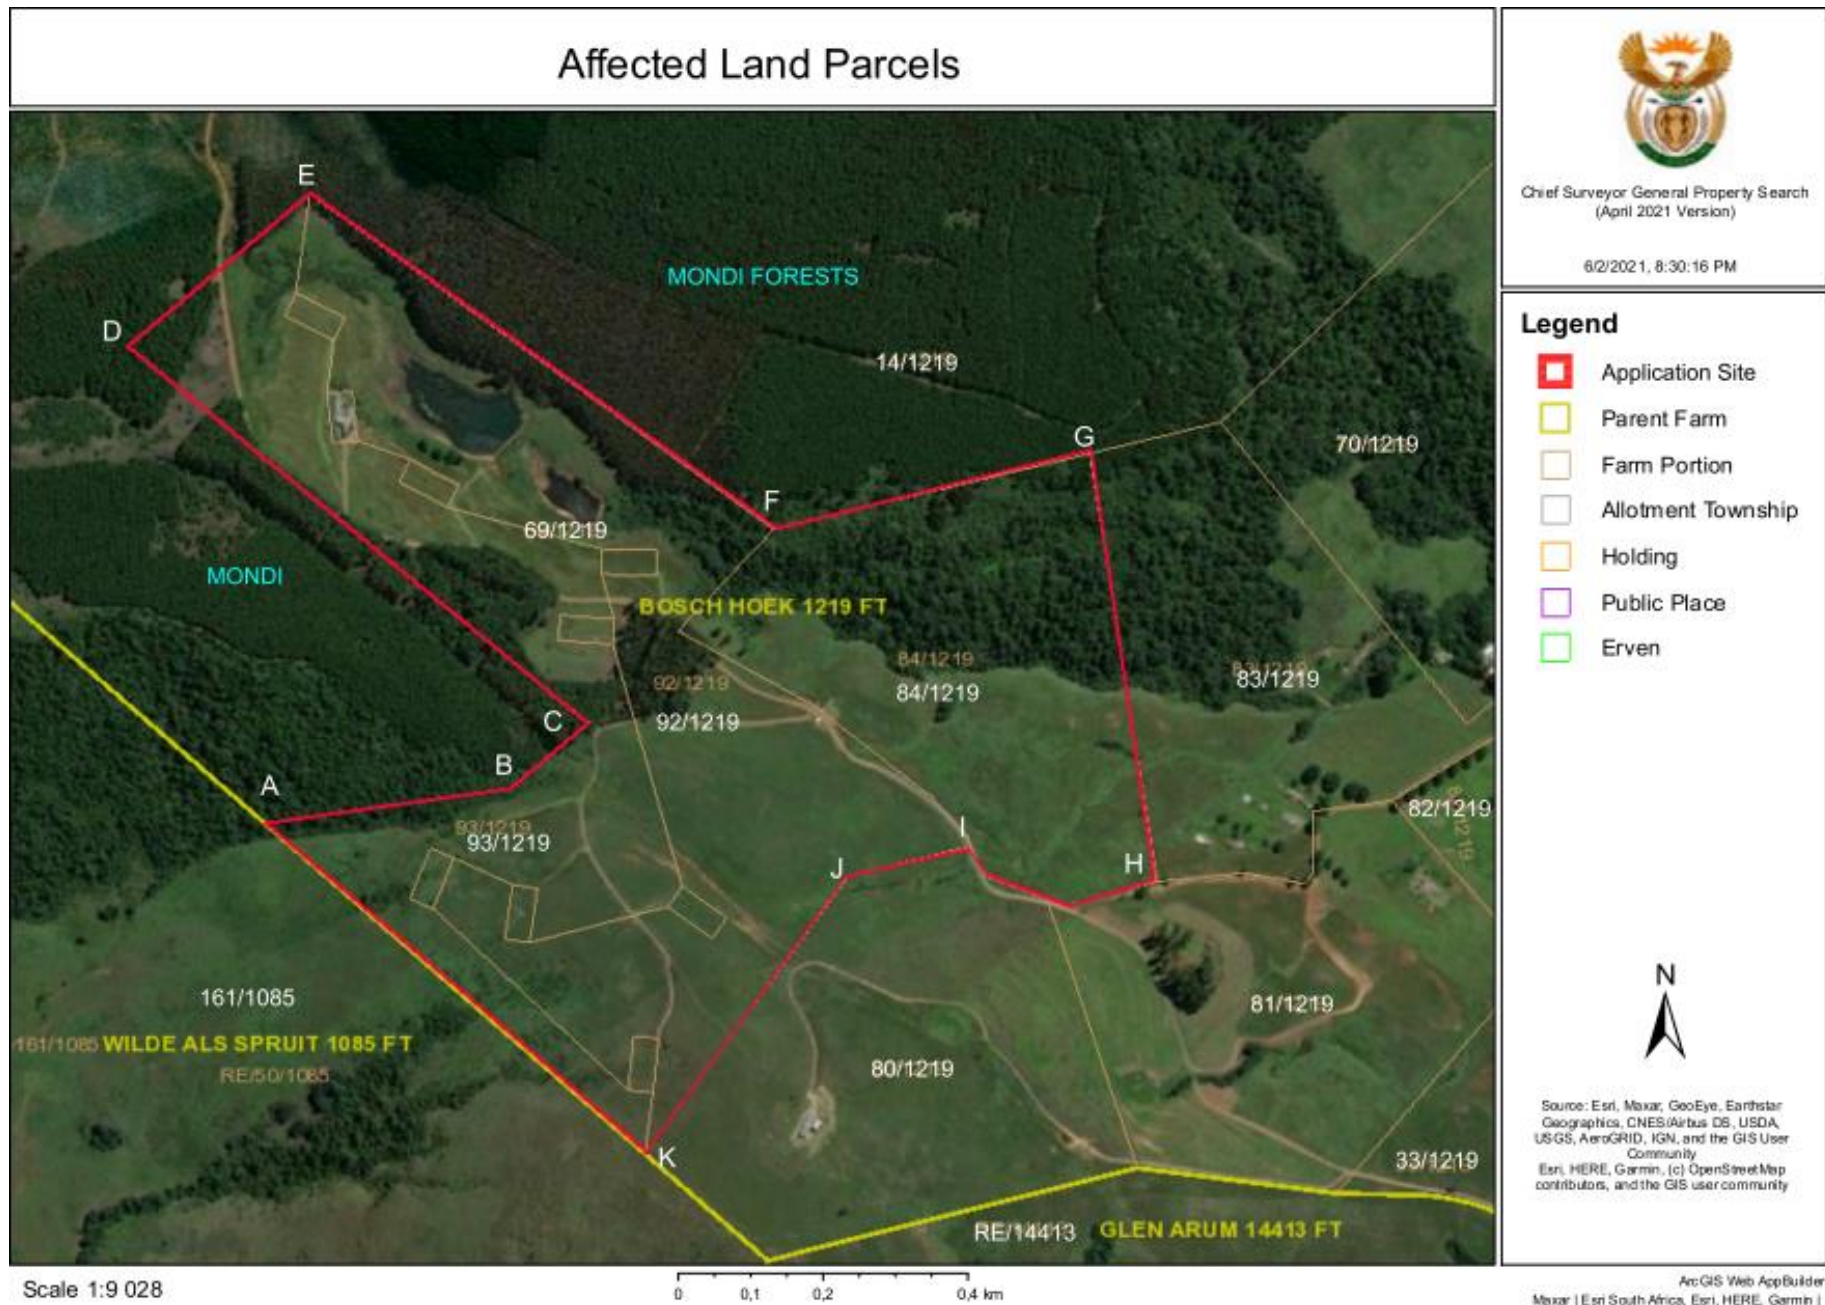 Affected Land Parcels
Chief Surveyor General Property Search
(April 2021 Version)
6/2/2021, 8:30:16 PM
Legend
Application Site
Parent Farm
Farm Portion
Allotment Township
Holding
Public Place
Erven
N
Source: Esri, Maxar, GeoEye, Earthstar
Geographics, CNES/Airbus DS, USDA,
USGS, AeroGRID, IGN, and the GIS User
Community
Esri, HERE, Garmin, (c) OpenStreetMap
contributors, and the GIS user community
E
MONDI FORESTS
D
14/1219
G
70/1219
F
69/1219
MONDI
BOSCH HOEK 1219 FT
84/1219
84/1219
83/1219
83/1219
92/1219
92/1219
C
B
A
82/1219
93/1219
93/1219
I
J
H
161/1085
81/1219
161/1085 WILDE ALS SPRUIT 1085 FT
RE/50/1085
80/1219
K
33/1219
RE/14413
GLEN ARUM 14413 FT
Scale 1:9 028
0 0,1 0,2 0,4 km
ArcGIS Web AppBuilder
Maxar | Esri South Africa, Esri, HERE, Garmin |